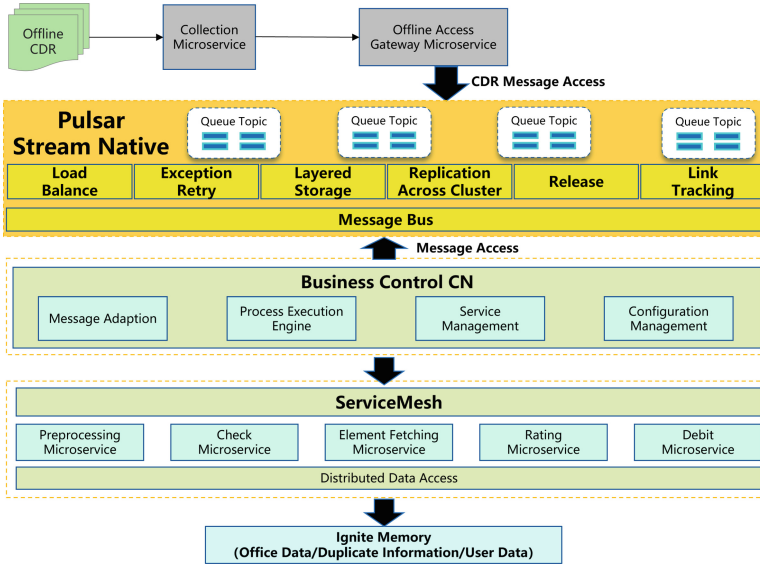 Offline
CDR
Collection
Microservice
Offline Access
Gateway Microservice
CDR Message Access
Pulsar
Stream Native
Queue Topic
Queue Topic
Queue Topic
Queue Topic
Load
Balance
Exception
Retry
Layered
Storage
Replication
Across Cluster
Release
Link
Tracking
Message Bus
Message Access
Business Control CN
Message Adaption
Process Execution
Engine
Service
Management
Configuration
Management
ServiceMesh
Preprocessing
Microservice
Check
Microservice
Element Fetching
Microservice
Rating
Microservice
Debit
Microservice
Distributed Data Access
Ignite Memory
(Office Data/Duplicate Information/User Data)